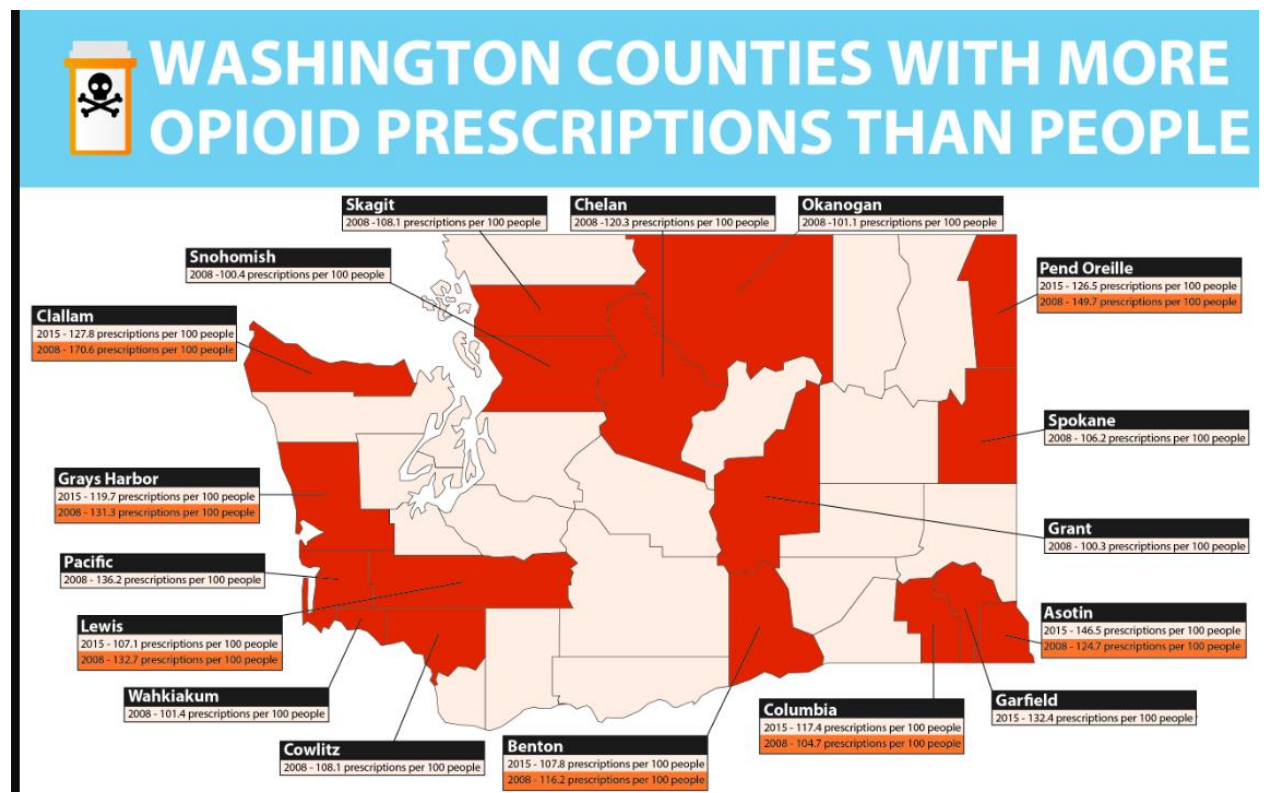 WASHINGTON COUNTIES WITH MORE
OPIOID PRESCRIPTIONS THAN PEOPLE
Skagit
2008 -108.1 prescriptions per 100 people
Chelan
2008 -120.3 prescriptions per 100 people
Okanogan
2008 -101.1 prescriptions per 100 people
Snohomish
2008 -100.4 prescriptions per 100 people
Pend Oreille
2015 - 126.5 prescriptions per 100 people
2008 - 149.7 prescriptions per 100 people
Clallam
2015 - 127.8 prescriptions per 100 people
2008 - 170.6 prescriptions per 100 people
Spokane
2008 - 106.2 prescriptions per 100 people
Grays Harbor
2015 - 119.7 prescriptions per 100 people
2008 - 131.3 prescriptions per 100 people
Grant
2008 - 100.3 prescriptions per 100 people
Pacific
2008 - 136.2 prescriptions per 100 people
Asotin
2015 - 146.5 prescriptions per 100 people
2008 - 124.7 prescriptions per 100 people
Lewis
2015 - 107.1 prescriptions per 100 people
2008 - 132.7 prescriptions per 100 people
Wahkiakum
2008 - 101.4 prescriptions per 100 people
Columbia
2015 - 117.4 prescriptions per 100 people
2008 - 104.7 prescriptions per 100 people
Garfield
2015 - 132.4 prescriptions per 100 people
Cowlitz
2008 - 108.1 prescriptions per 100 people
Benton
2015 - 107.8 prescriptions per 100 people
2008 - 116.2 prescriptions per 100 people